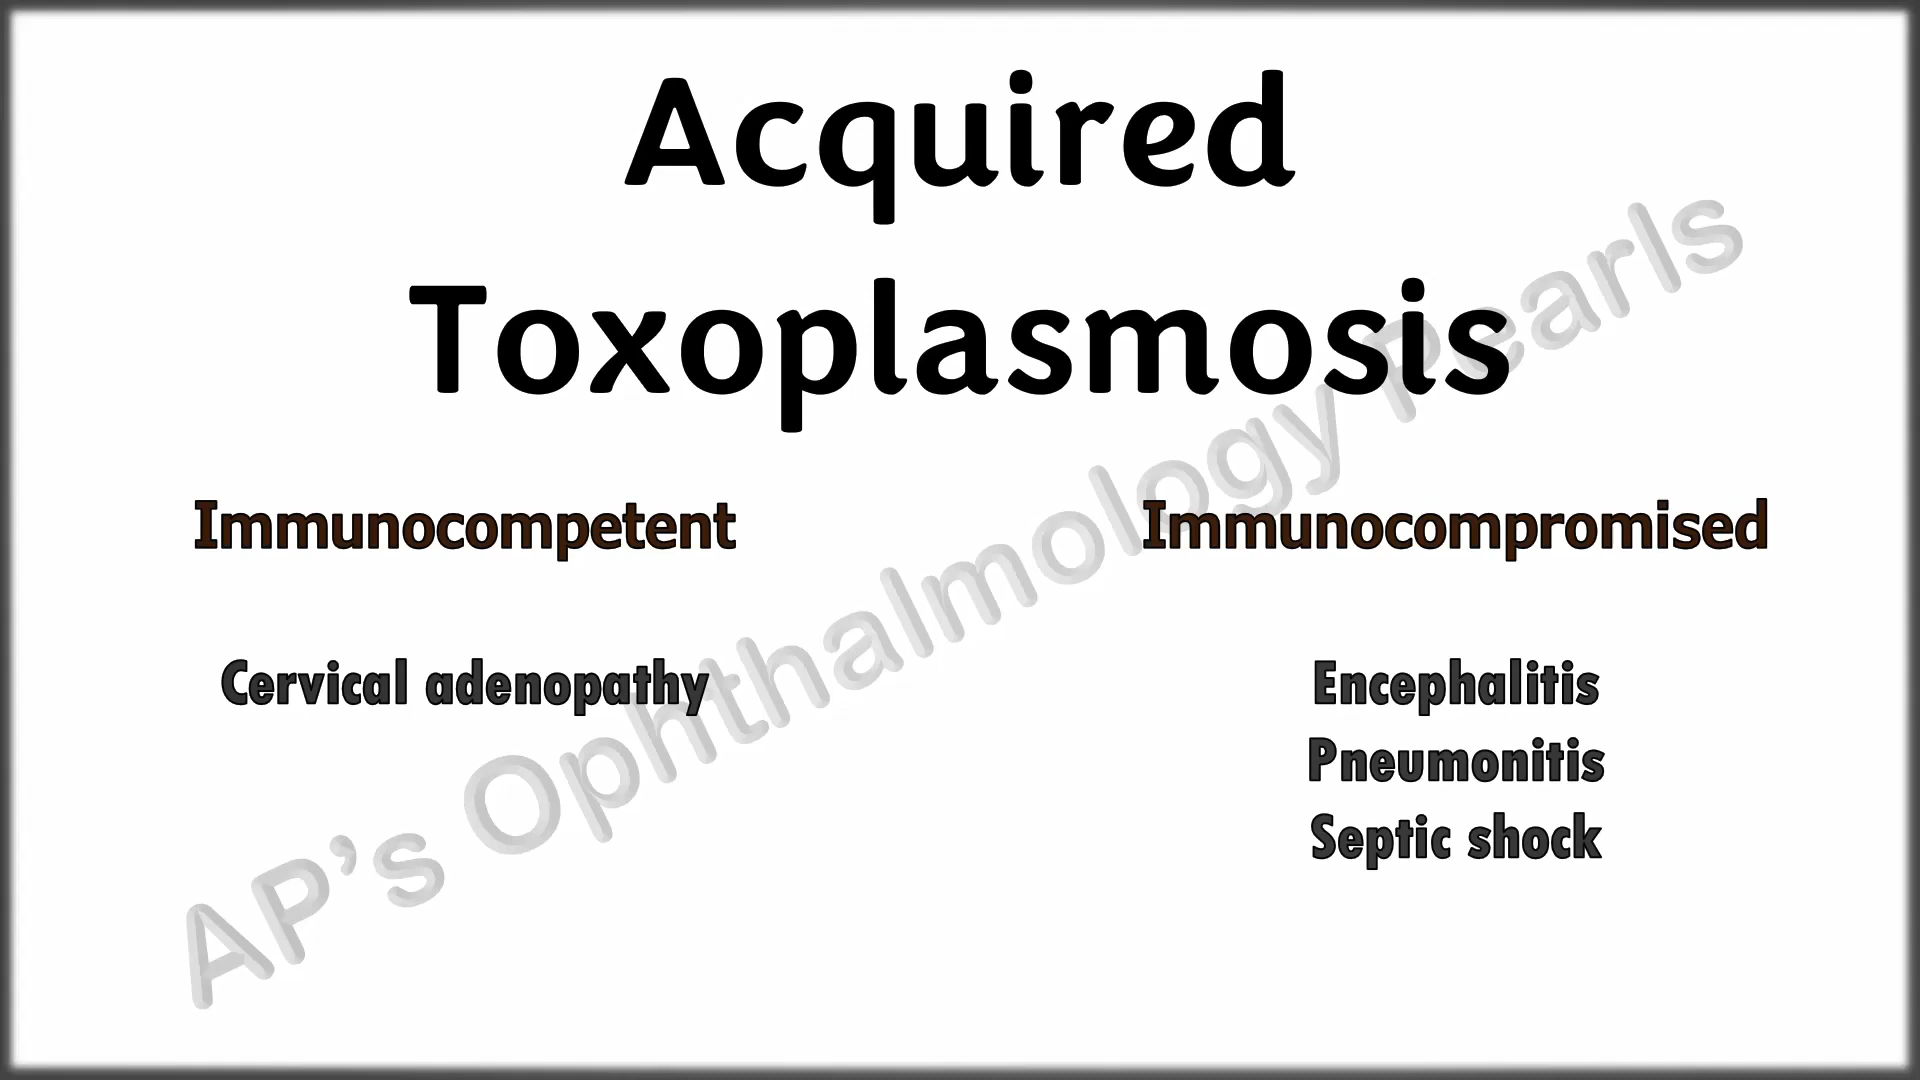 Acquired
Toxoplasmosis
Immunocompetent
Immunocompromised
Cervical adenopathy
Encephalitis
Pneumonitis
Septic shock
AP's Ophthalmology Pearls